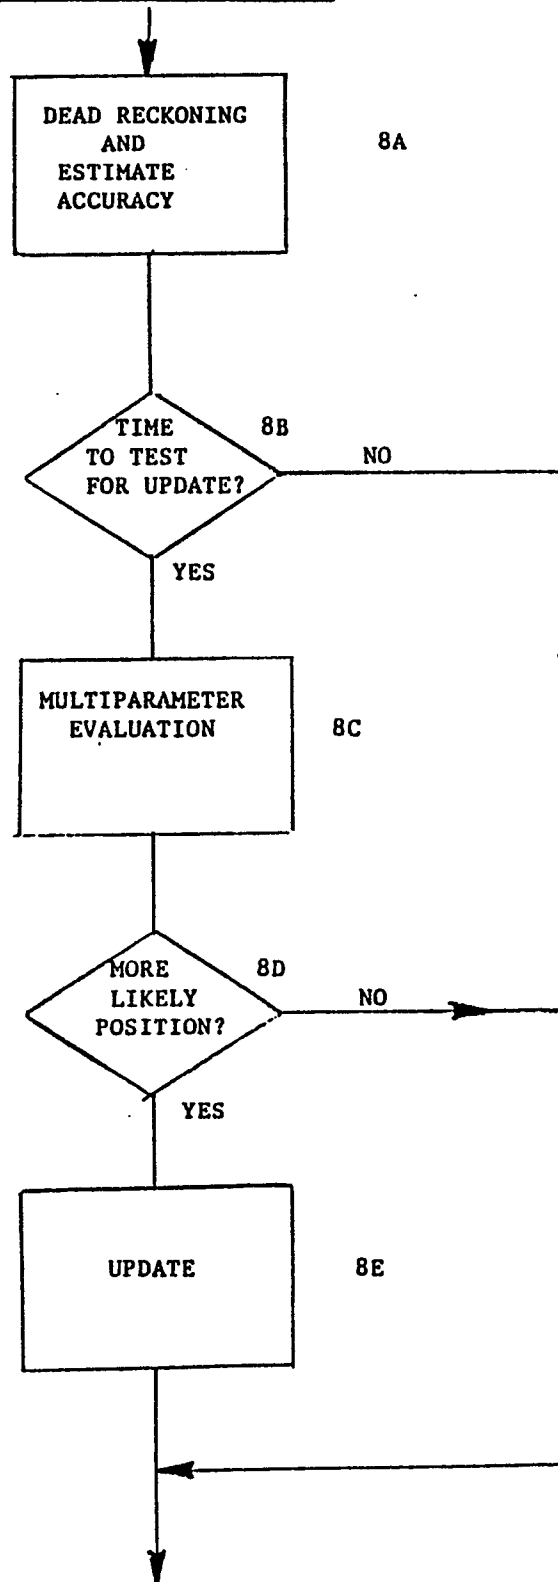 DEAD RECKONING
AND
ESTIMATE
ACCURACY
8A
TIME
TO TEST
FOR UPDATE?
8B
NO
YES
MULTIPARAMETER
EVALUATION
8C
MORE
LIKELY
POSITION?
8D
NO
YES
UPDATE
8E